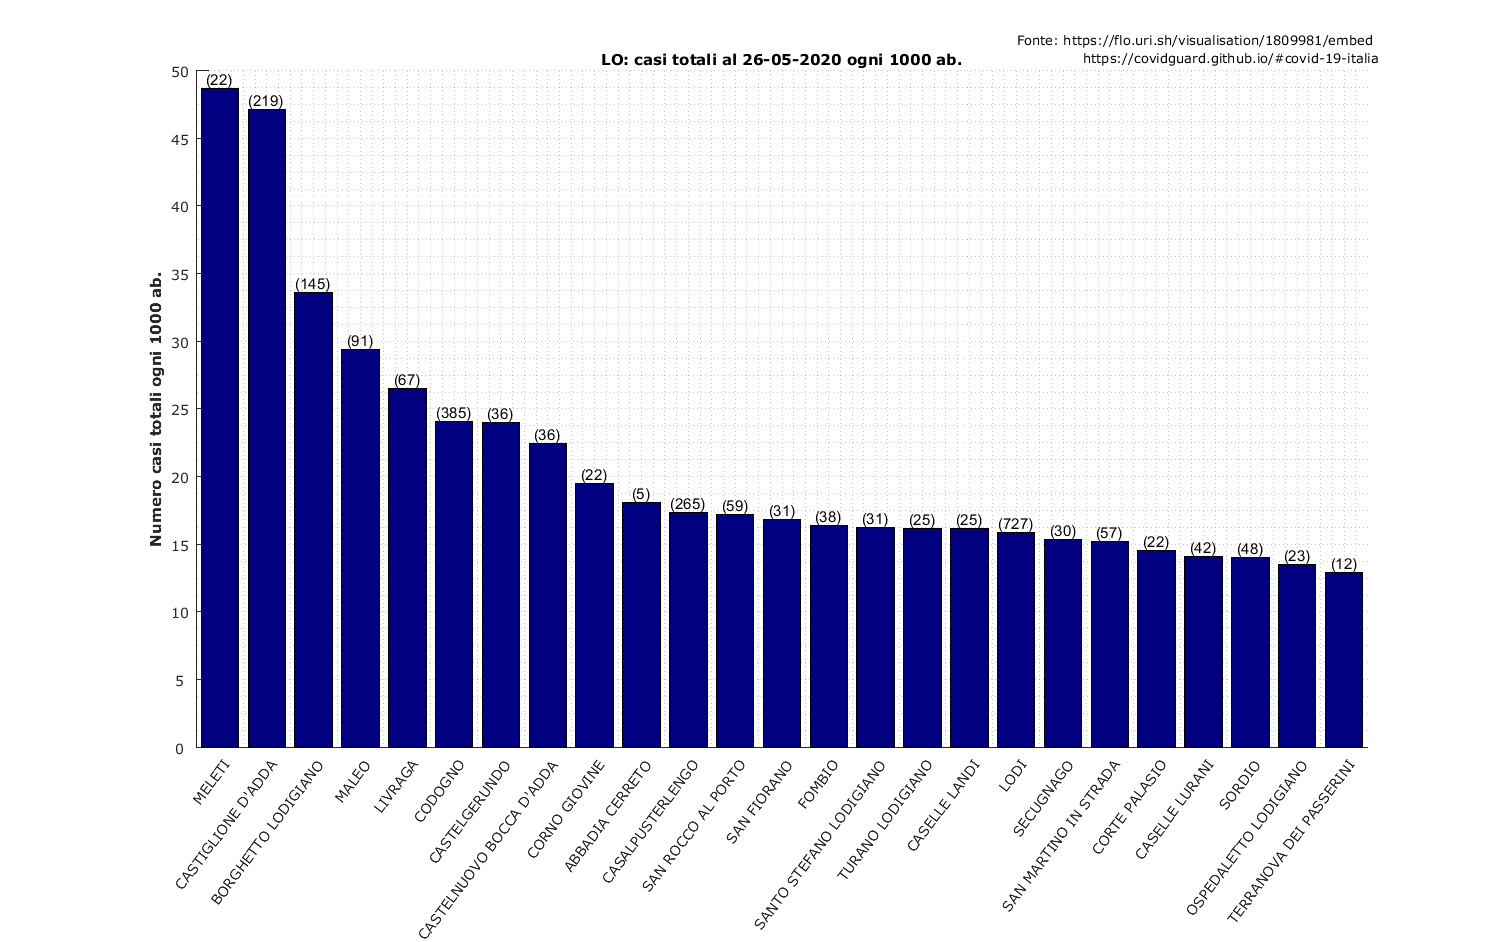 Fonte: https://flo.uri.sh/visualisation/1809981/embed
https://covidguard.github.io/#covid-19-italia
LO: casi totali al 26-05-2020 ogni 1000 ab.
Numero casi totali ogni 1000 ab.
50
45
40
35
30
25
20
15
10
5
0
(22)
(219)
(145)
(91)
(67)
(385)
(36)
(36)
(22)
(5)
(265)
(59)
(31)
(38)
(31)
(25)
(25)
(727)
(30)
(57)
(22)
(42)
(48)
(23)
(12)
MELETI
CASTIGLIONE D'ADDA
BORGHETTO LODIGIANO
MALEO
LIVRAGA
CODOGNO
CASTELGERUNDO
CASTELNUOVO BOCCA D'ADDA
CORNO GIOVINE
ABBADIA CERRETO
CASALPUSTERLENGO
SAN ROCCO AL PORTO
SAN FIORANO
FOMBIO
SANTO STEFANO LODIGIANO
TURANO LODIGIANO
CASELLE LANDI
LODI
SECUGNAGO
SAN MARTINO IN STRADA
CORTE PALASIO
CASELLE LURANI
SORDIO
OSPEDALETTO LODIGIANO
TERRANOVA DEI PASSERINI